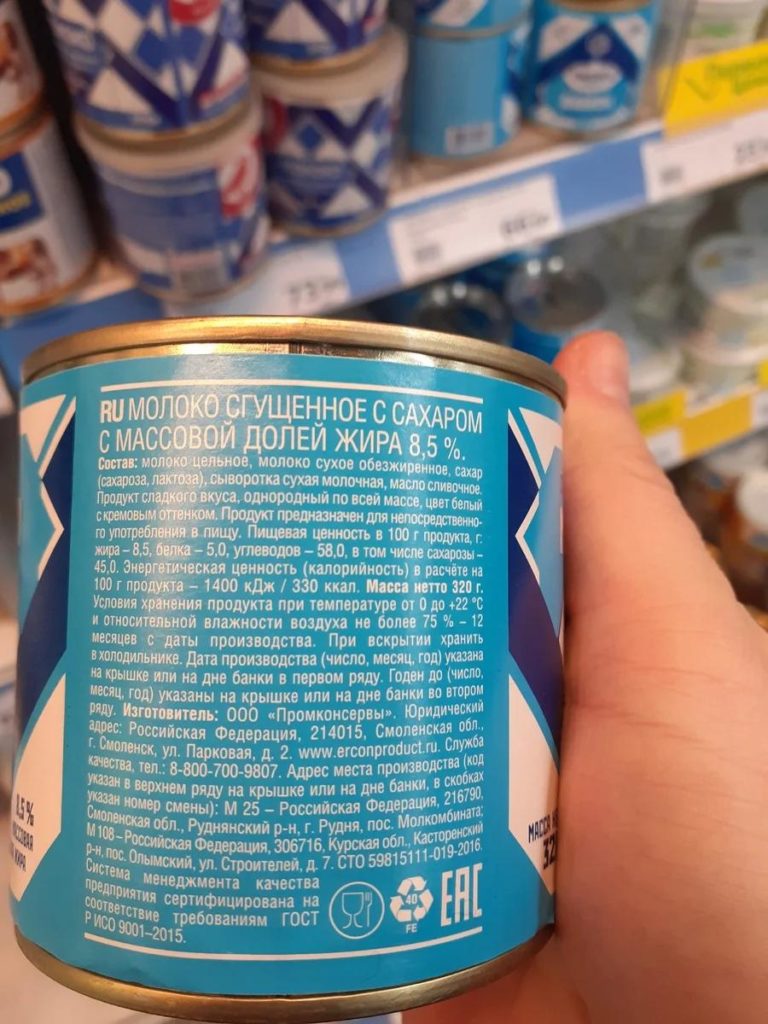 RU МОЛОКО СГУЩЕННОЕ С САХАРОМ
С МАССОВОЙ ДОЛЕЙ ЖИРА 8,5 %.
Состав: молоко цельное, молоко сухое обезжиренное, сахар
(сахароза, лактоза), сыворотка сухая молочная, масло сливочное.
Продукт сладкого вкуса, однородный по всей массе, цвет белый
с кремовым оттенком. Продукт предназначен для непосредственно-
го употребления в пищу. Пищевая ценность в 100 г продукта, г:
жира – 8,5, белка – 5,0, углеводов – 58,0, в том числе сахарозы –
45,0. Энергетическая ценность (калорийность) в расчёте на
100 г продукта – 1400 кДж / 330 ккал. Масса нетто 320 г.
Условия хранения продукта при температуре от 0 до +22 °С
и относительной влажности воздуха не более 75 % – 12
месяцев с даты производства. При вскрытии хранить
в холодильнике. Дата производства (число, месяц, год) указана
на крышке или на дне банки в первом ряду. Годен до (число,
месяц, год) указаны на крышке или на дне банки во втором
ряду. Изготовитель: ООО «Промконсервы». Юридический
адрес: Российская Федерация, 214015, Смоленская обл.,
г. Смоленск, ул. Парковая, д. 2. www.erconproduct.ru. Служба
качества, тел.: 8-800-700-9807. Адрес места производства (код
указан в верхнем ряду на крышке или на дне банки, в скобках
указан номер смены): М 25 – Российская Федерация, 216790,
Смоленская обл., Руднянский р-н, г. Рудня, пос. Молкомбината;
М 108 – Российская Федерация, 306716, Курская обл., Касторенский
р-н, пос. Олымский, ул. Строителей, д. 7. СТО 59815111-019-2016.
Система менеджмента качества
предприятия сертифицирована на
соответствие требованиям ГОСТ
Р ИСО 9001–2015.
40
FE
EAC
8,5 %
МАССОВАЯ
ЖИРА
МАССА
32
73